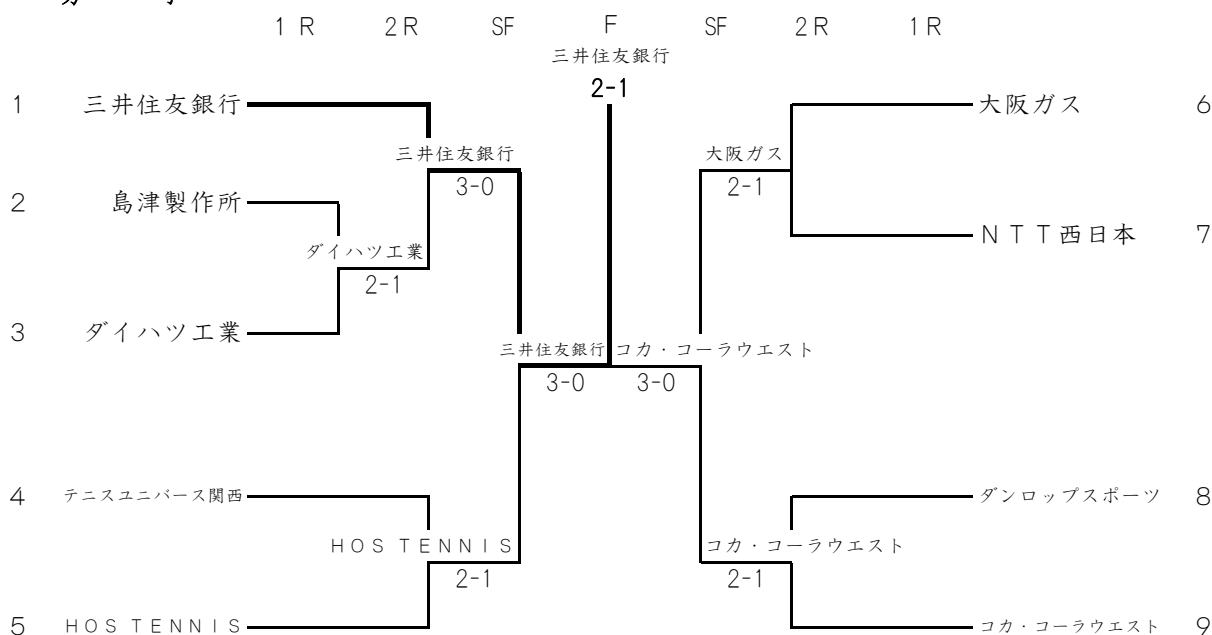 1R 2R SF F SF 2R 1R
三井住友銀行
2-1
1 三井住友銀行 大阪ガス 6
三井住友銀行 大阪ガス
3-0 2-1
2 島津製作所
ダイハツ工業 NTT西日本 7
2-1
3 ダイハツ工業
三井住友銀行 コカ・コーラウエスト
3-0 3-0
4 テニスユニバース関西 ダンロップスポーツ 8
HOS TENNIS コカ・コーラウエスト
2-1 2-1
5 HOS TENNIS コカ・コーラウエスト 9